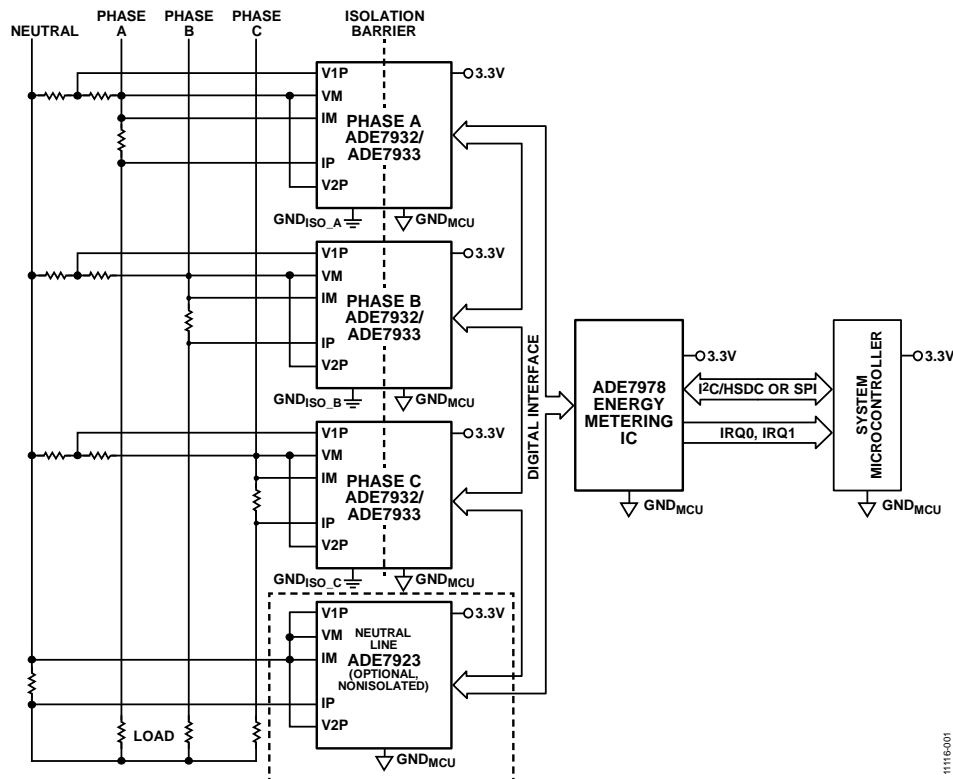 NEUTRAL
PHASE
A
PHASE
B
PHASE
C
ISOLATION
BARRIER
V1P
VM
IM
IP
V2P
PHASE A
ADE7932/
ADE7933
3.3V
GNDISO_A
GNDMCU
V1P
VM
IM
IP
V2P
PHASE B
ADE7932/
ADE7933
3.3V
GNDISO_B
GNDMCU
V1P
VM
IM
IP
V2P
PHASE C
ADE7932/
ADE7933
3.3V
GNDISO_C
GNDMCU
V1P
VM
IM
IP
V2P
NEUTRAL
LINE
ADE7923
(OPTIONAL,
NONISOLATED)
3.3V
GNDMCU
LOAD
DIGITAL INTERFACE
ADE7978
ENERGY
METERING
IC
3.3V
GNDMCU
I2C/HSDC OR SPI
IRQ0, IRQ1
SYSTEM
MICROCONTROLLER
3.3V
GNDMCU
11116-001